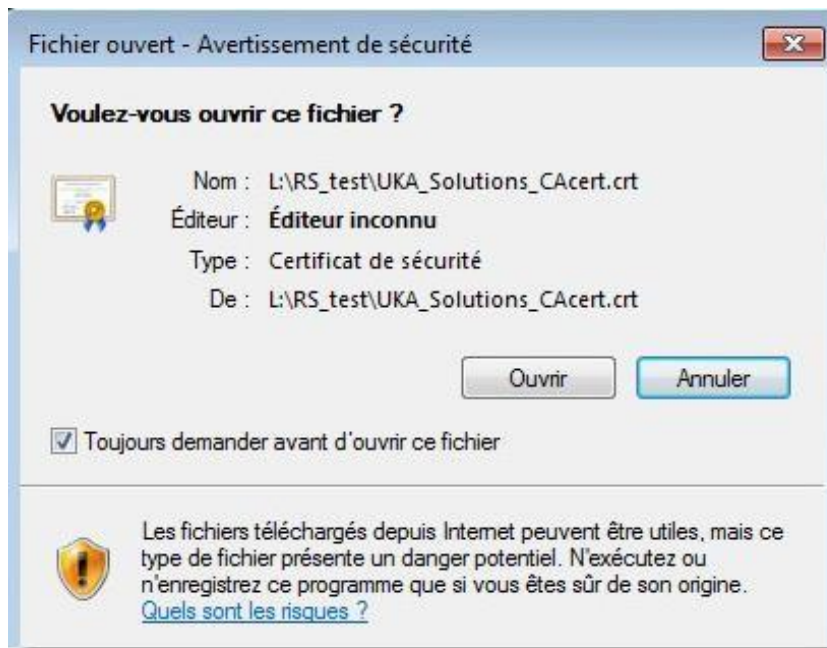 Fichier ouvert - Avertissement de sécurité
Voulez-vous ouvrir ce fichier ?
Nom : L:\RS_test\UKA_Solutions_CAcert.crt
Éditeur : Éditeur inconnu
Type : Certificat de sécurité
De : L:\RS_test\UKA_Solutions_CAcert.crt
Ouvrir Annuler
Toujours demander avant d'ouvrir ce fichier
Les fichiers téléchargés depuis Internet peuvent être utiles, mais ce
type de fichier présente un danger potentiel. N'exécutez ou
n'enregistrez ce programme que si vous êtes sûr de son origine.
Quels sont les risques ?